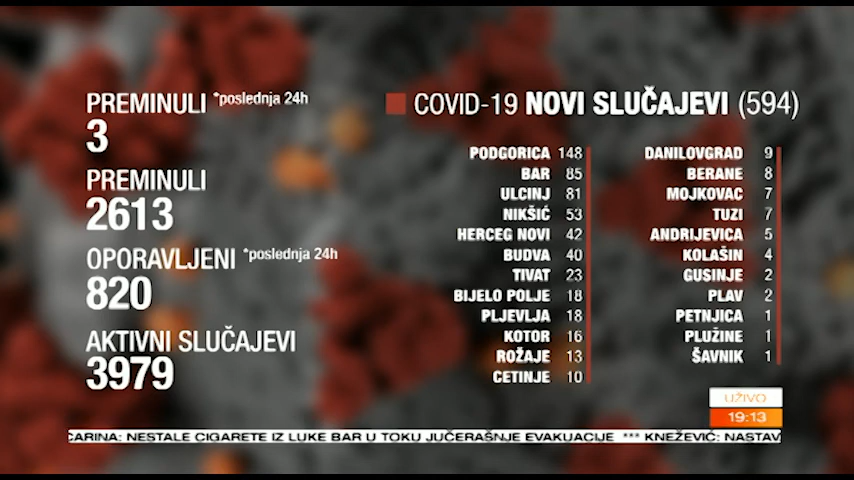 PREMINULI *poslednja 24h
3
PREMINULI
2613
OPORAVLJENI *poslednja 24h
820
AKTIVNI SLUČAJEVI
3979
COVID-19 NOVI SLUČAJEVI (594)
PODGORICA 148
BAR 85
ULCINJ 81
NIKŠIĆ 53
HERCEG NOVI 42
BUDVA 40
TIVAT 23
BIJELO POLJE 18
PLJEVLJA 18
KOTOR 16
ROŽAJE 13
CETINJE 10
DANILOVGRAD 9
BERANE 8
MOJKOVAC 7
TUZI 7
ANDRIJEVICA 5
KOLAŠIN 4
GUSINJE 2
PLAV 2
PETNJICA 1
PLUŽINE 1
ŠAVNIK 1
UŽIVO
19:13
CARINA: NESTALE CIGARETE IZ LUKE BAR U TOKU JUČERAŠNJE EVAKUACIJE *** KNEŽEVIĆ: NASTAV